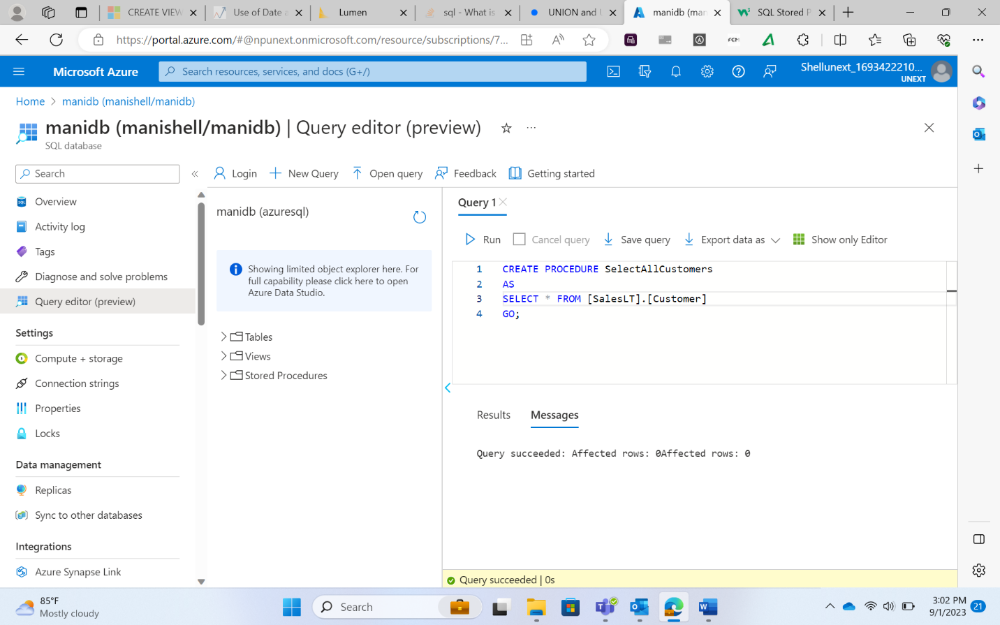 CREATE VIEW
Use of Date a
Lumen
sql - What is
UNION and U
manidb (man
SQL Stored P
https://portal.azure.com/#@npunext.onmicrosoft.com/resource/subscriptions/7...
FCM
Microsoft Azure
Search resources, services, and docs (G+/)
Shellunext_1693422210...
UNEXT
Home > manidb (manishell/manidb)
manidb (manishell/manidb) | Query editor (preview)
SQL database
Search
Login
New Query
Open query
Feedback
Getting started
Overview
Activity log
Tags
Diagnose and solve problems
Query editor (preview)
Settings
Compute + storage
Connection strings
Properties
Locks
Data management
Replicas
Sync to other databases
Integrations
Azure Synapse Link
manidb (azuresql)
Showing limited object explorer here. For
full capability please click here to open
Azure Data Studio.
Tables
Views
Stored Procedures
Query 1
Run
Cancel query
Save query
Export data as
Show only Editor
1 CREATE PROCEDURE SelectAllCustomers
2 AS
3 SELECT * FROM [SalesLT].[Customer]
4 GO;
Results
Messages
Query succeeded: Affected rows: 0Affected rows: 0
Query succeeded | 0s
85°F
Mostly cloudy
Search
3:02 PM
9/1/2023
21